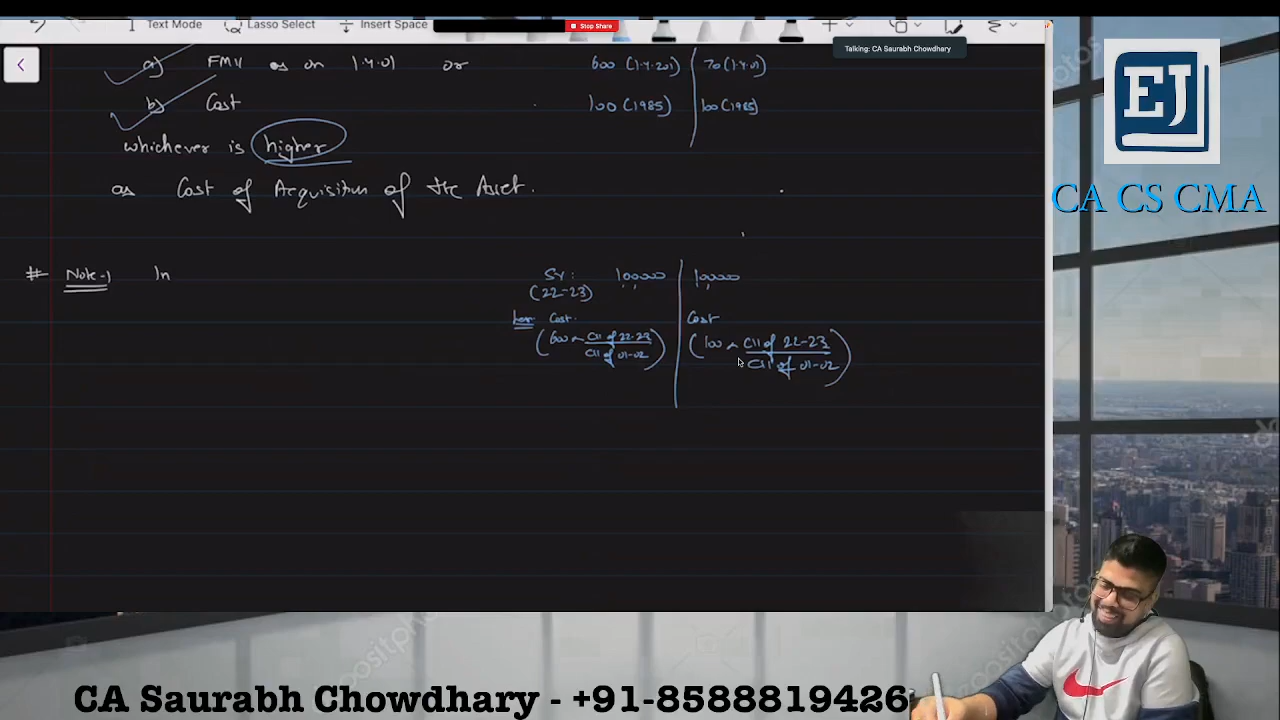 Text Mode Lasso Select Insert Space
Stop Share
Talking: CA Saurabh Chowdhary
a) FMV as on 1.4.01 or 600 (1.4.201) 70 (1.4.01)
b) Cost 100 (1985) 100 (1985)
whichever is higher
as Cost of Acquisition of the Asset.
# Note-1 In
SV: 100000 10,000
(22-23)
Less Cost: Cost
(600 × CII of 22-23 (100 × CII of 22-23
CII of 01-02) CII of 01-02)
EJ
CA CS CMA
CA Saurabh Chowdhary - +91-8588819426